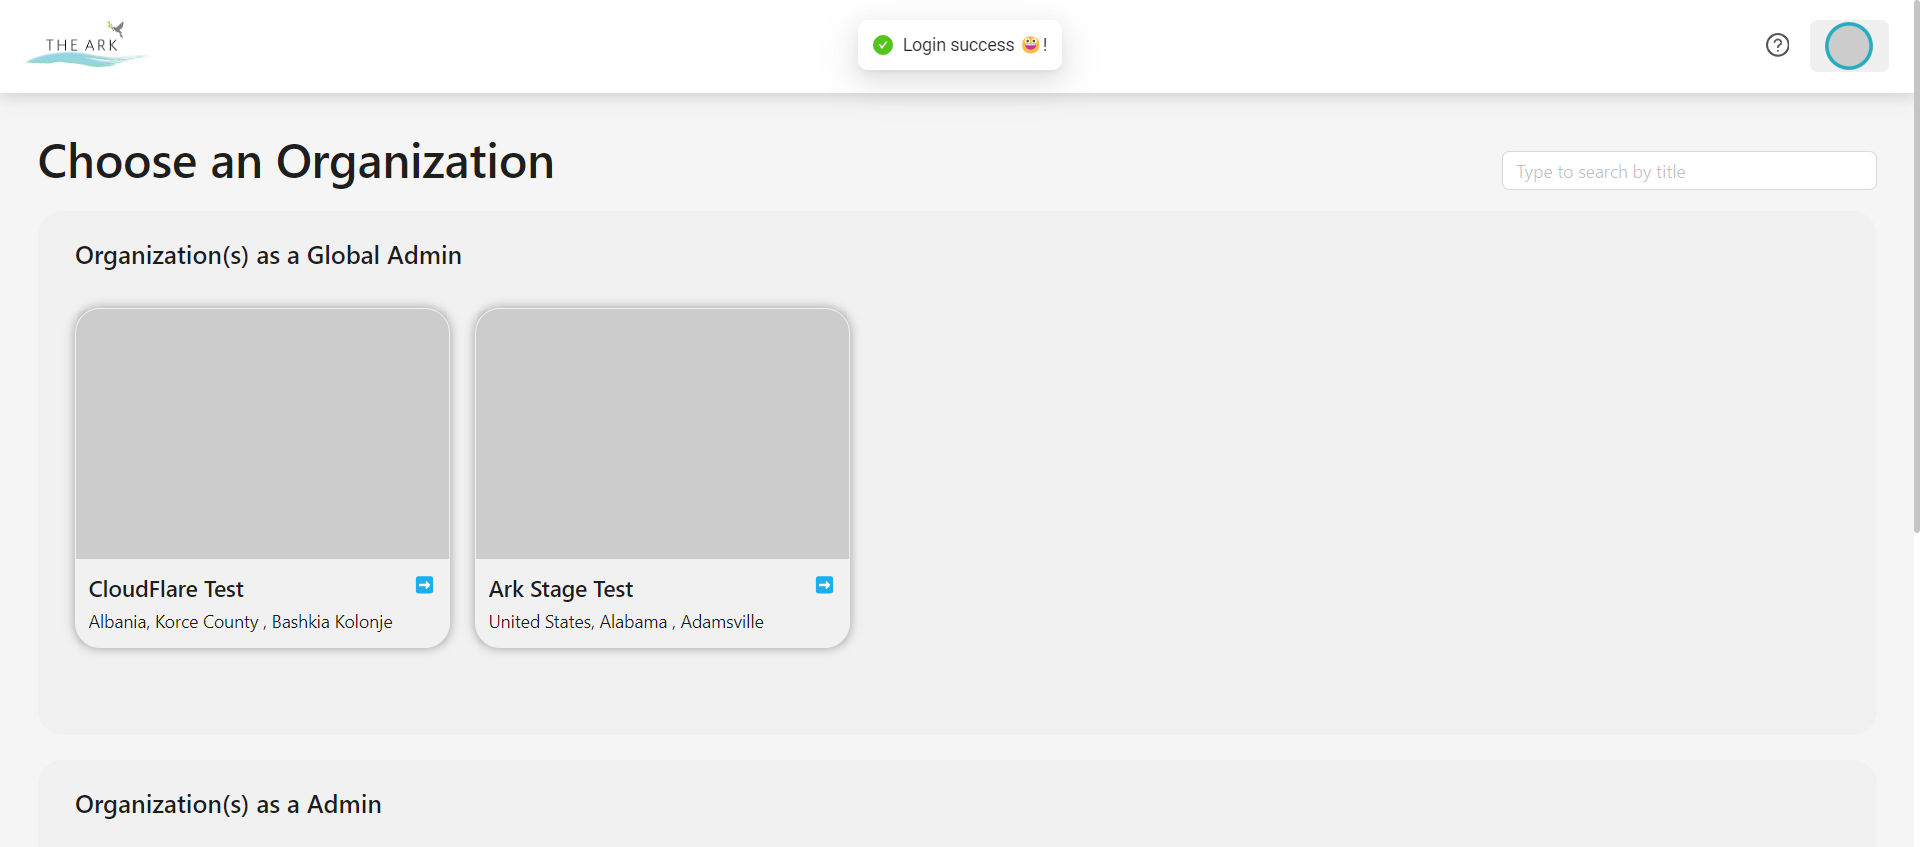 THE ARK
Login success 😀!
Choose an Organization
Type to search by title
Organization(s) as a Global Admin
CloudFlare Test
Albania, Korce County , Bashkia Kolonje
Ark Stage Test
United States, Alabama , Adamsville
Organization(s) as a Admin